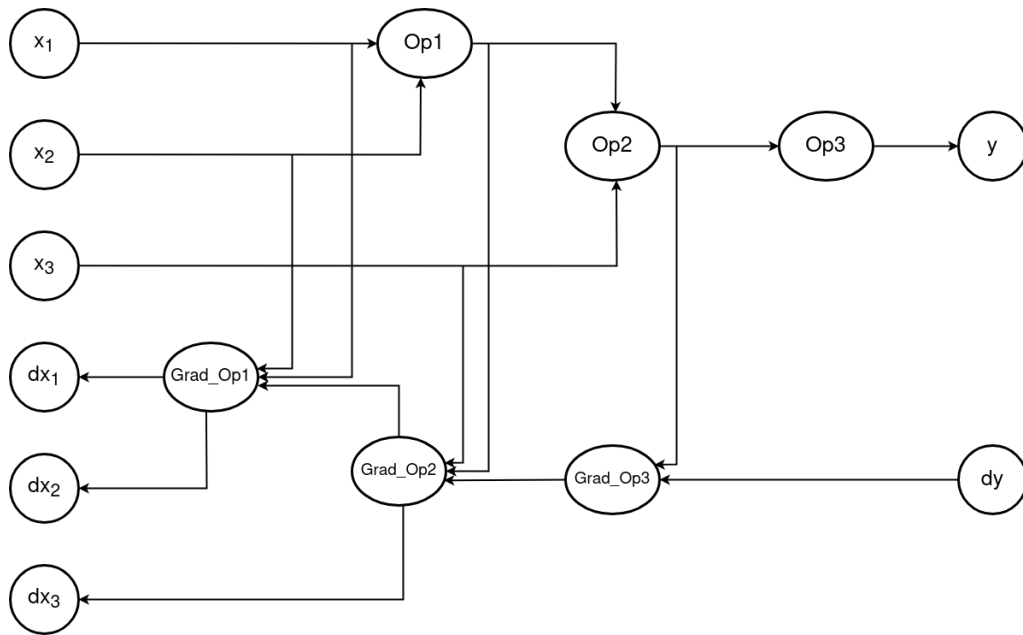 x₁
Op1
x₂
Op2
Op3
y
x₃
dx₁
Grad_Op1
Grad_Op2
Grad_Op3
dx₂
dy
dx₃